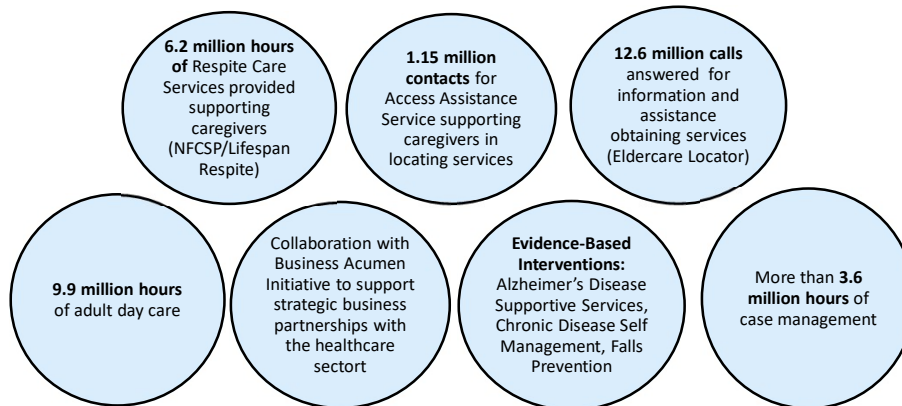 6.2 million hours
of Respite Care
Services provided
supporting
caregivers
(NFCSP/Lifespan
Respite)
1.15 million
contacts for
Access Assistance
Service supporting
caregivers in
locating services
12.6 million calls
answered for
information and
assistance
obtaining services
(Eldercare Locator)
9.9 million hours
of adult day care
Collaboration with
Business Acumen
Initiative to support
strategic business
partnerships with
the healthcare
sectort
Evidence-Based
Interventions:
Alzheimer’s Disease
Supportive Services,
Chronic Disease Self
Management, Falls
Prevention
More than 3.6
million hours of
case management